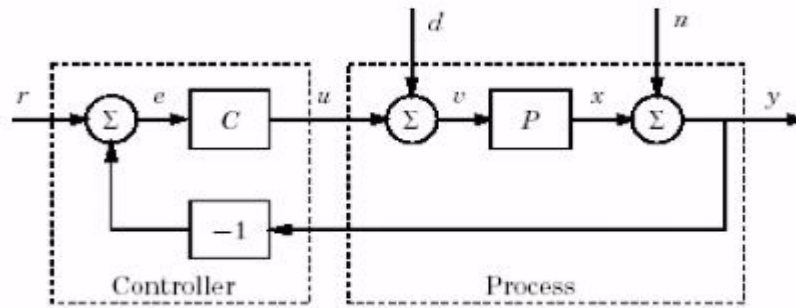 d n
r e u v x y
Σ C Σ P Σ
−1
Controller Process